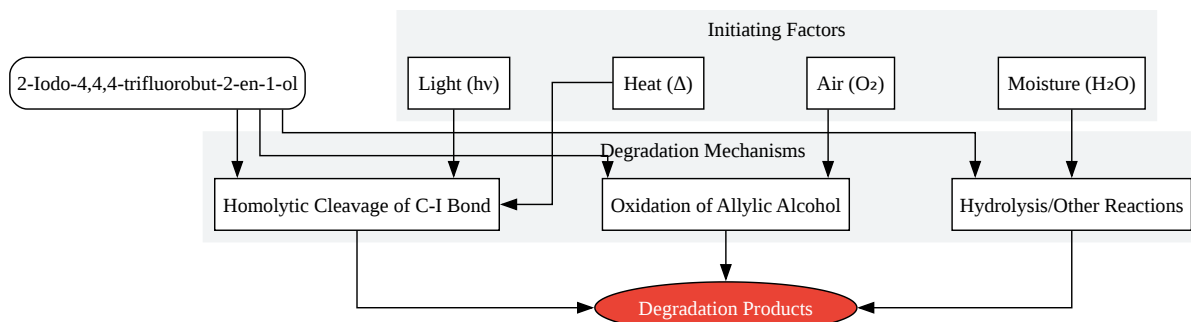 Initiating Factors
2-Iodo-4,4,4-trifluorobut-2-en-1-ol
Light (hν)
Heat (Δ)
Air (O₂)
Moisture (H₂O)
Degradation Mechanisms
Homolytic Cleavage of C-I Bond
Oxidation of Allylic Alcohol
Hydrolysis/Other Reactions
Degradation Products